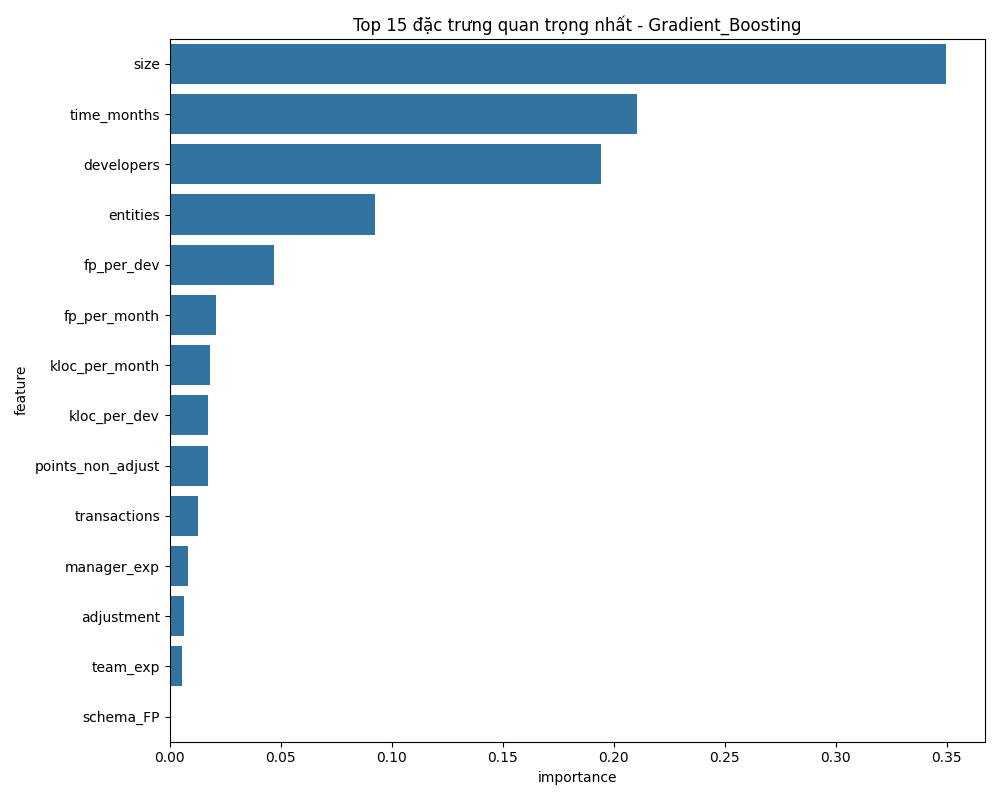 Top 15 đặc trưng quan trọng nhất - Gradient_Boosting
size
time_months
developers
entities
fp_per_dev
fp_per_month
kloc_per_month
kloc_per_dev
points_non_adjust
transactions
manager_exp
adjustment
team_exp
schema_FP
feature
0.00 0.05 0.10 0.15 0.20 0.25 0.30 0.35
importance